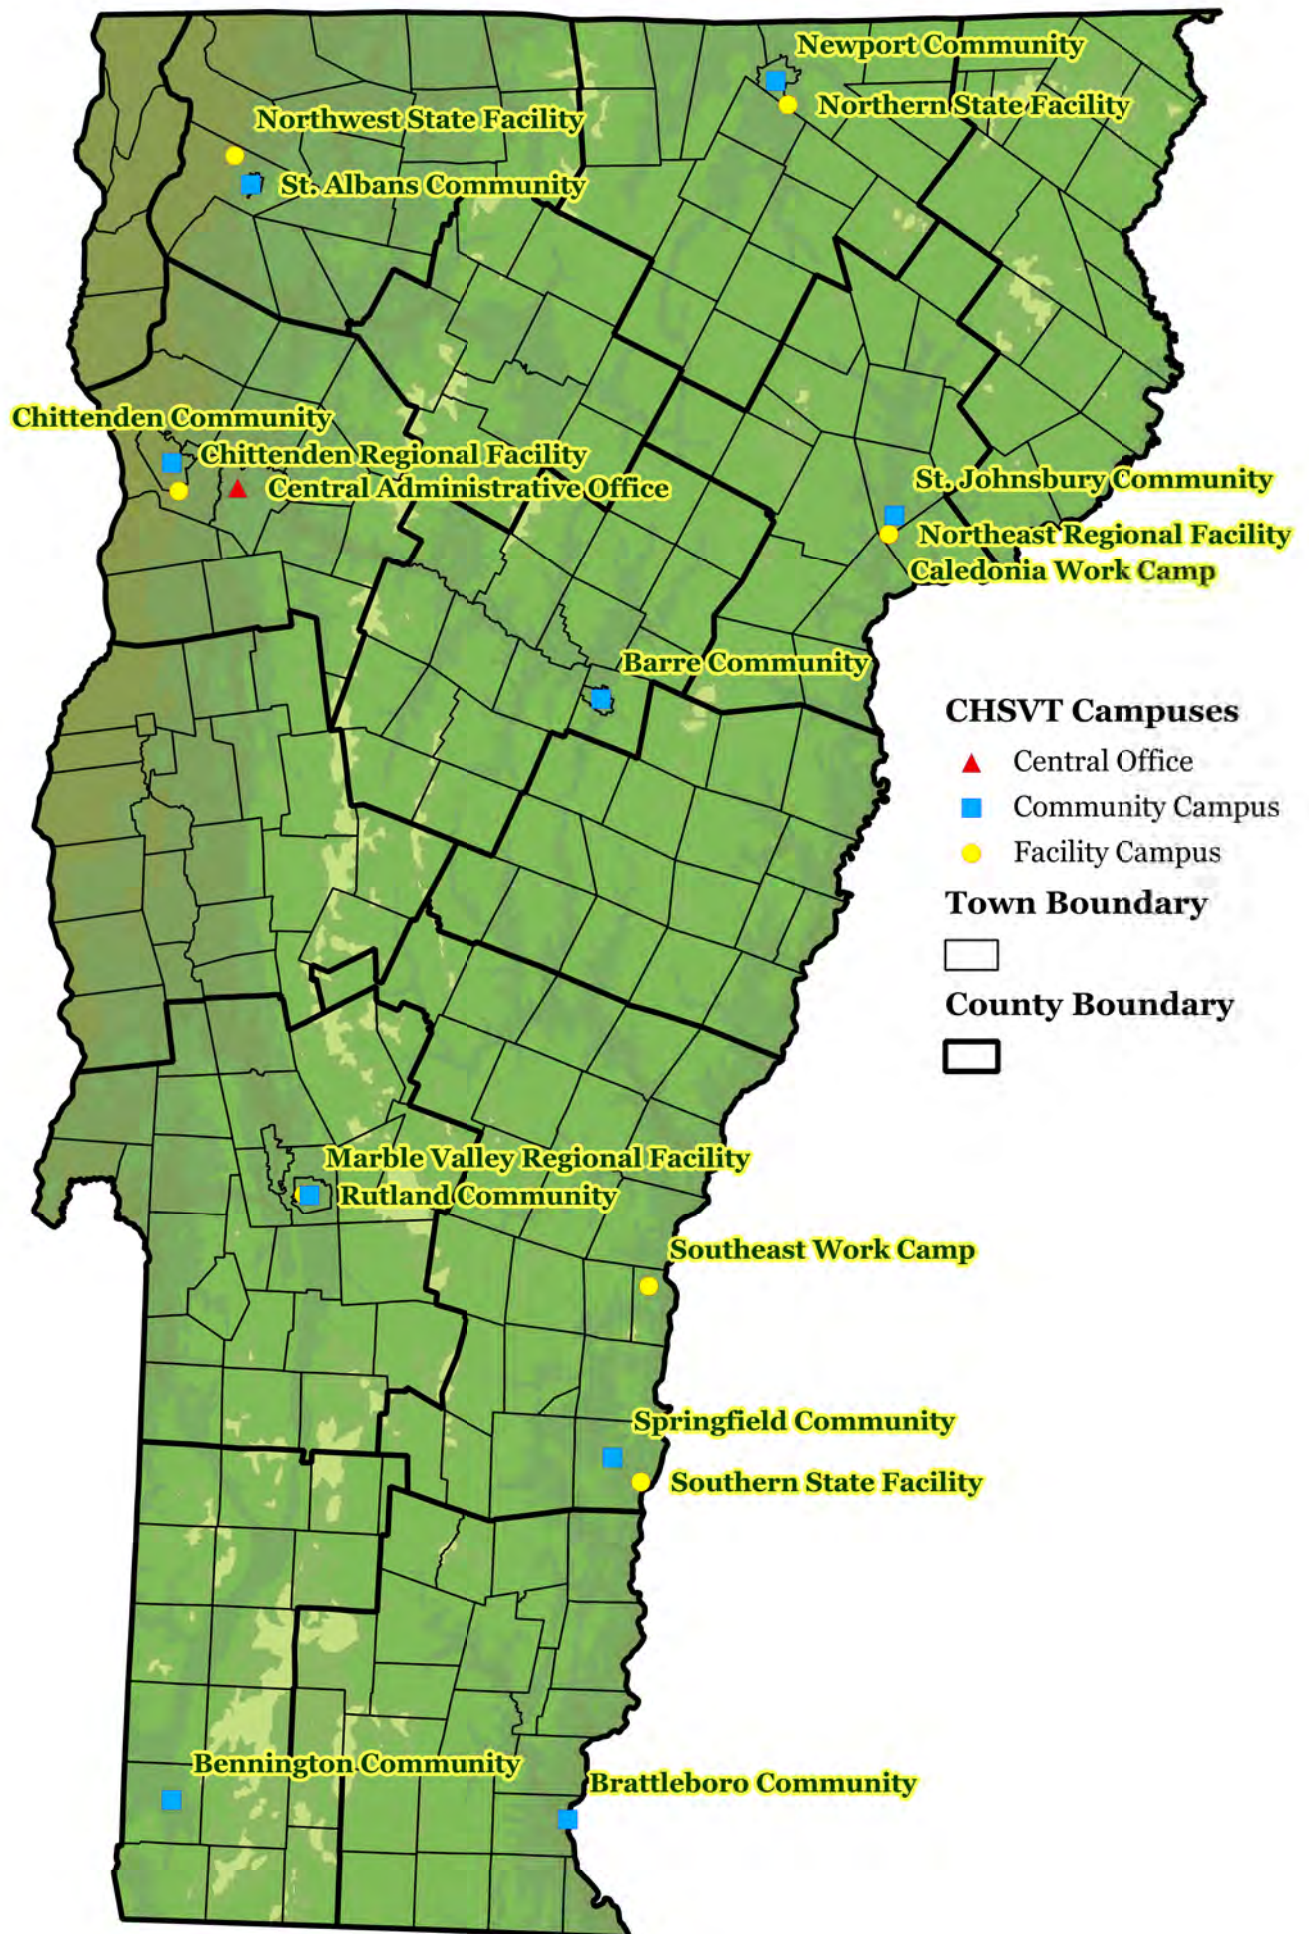 Newport Community
Northern State Facility
Northwest State Facility
St. Albans Community
Chittenden Community
Chittenden Regional Facility
Central Administrative Office
St. Johnsbury Community
Northeast Regional Facility
Caledonia Work Camp
Barre Community
CHSVT Campuses
Central Office
Community Campus
Facility Campus
Town Boundary
County Boundary
Marble Valley Regional Facility
Rutland Community
Southeast Work Camp
Springfield Community
Southern State Facility
Bennington Community
Brattleboro Community